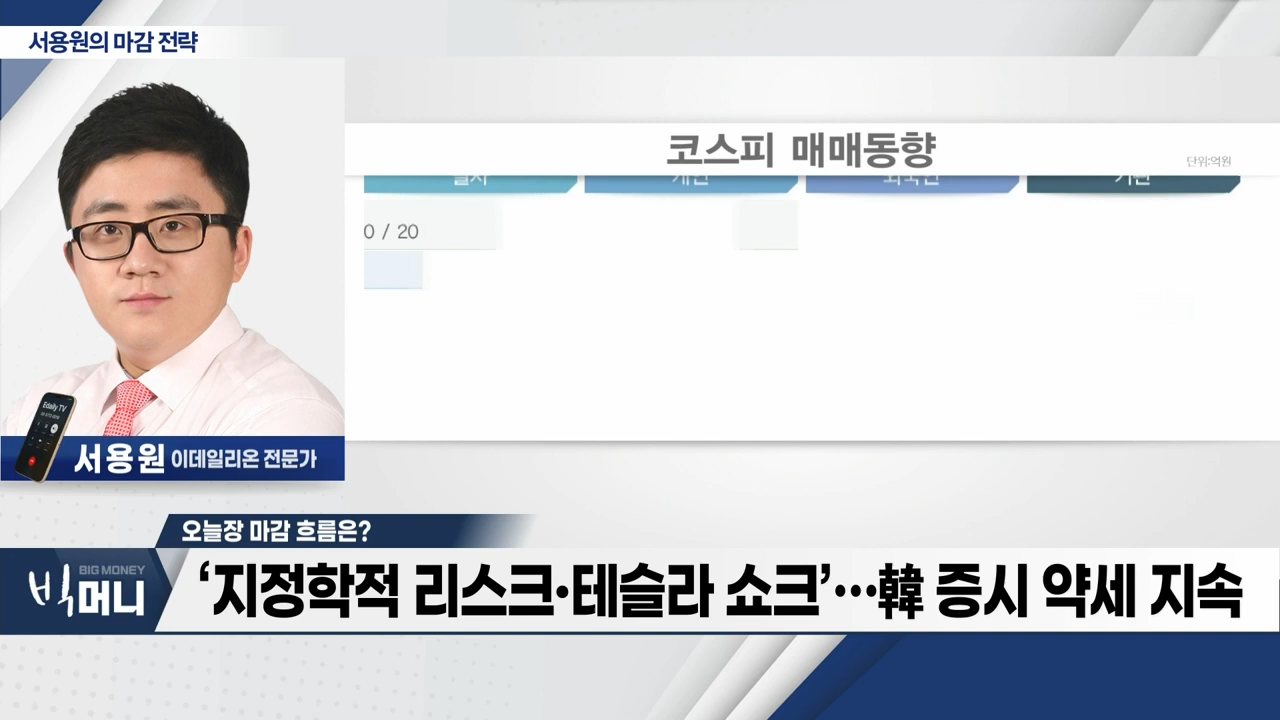 서용원의 마감 전략
코스피 매매동향
단위:억원
0 / 20
Edaily TV
서용원 이데일리온 전문가
오늘장 마감 흐름은?
BIG MONEY
빅머니
‘지정학적 리스크·테슬라 쇼크’…韓 증시 약세 지속